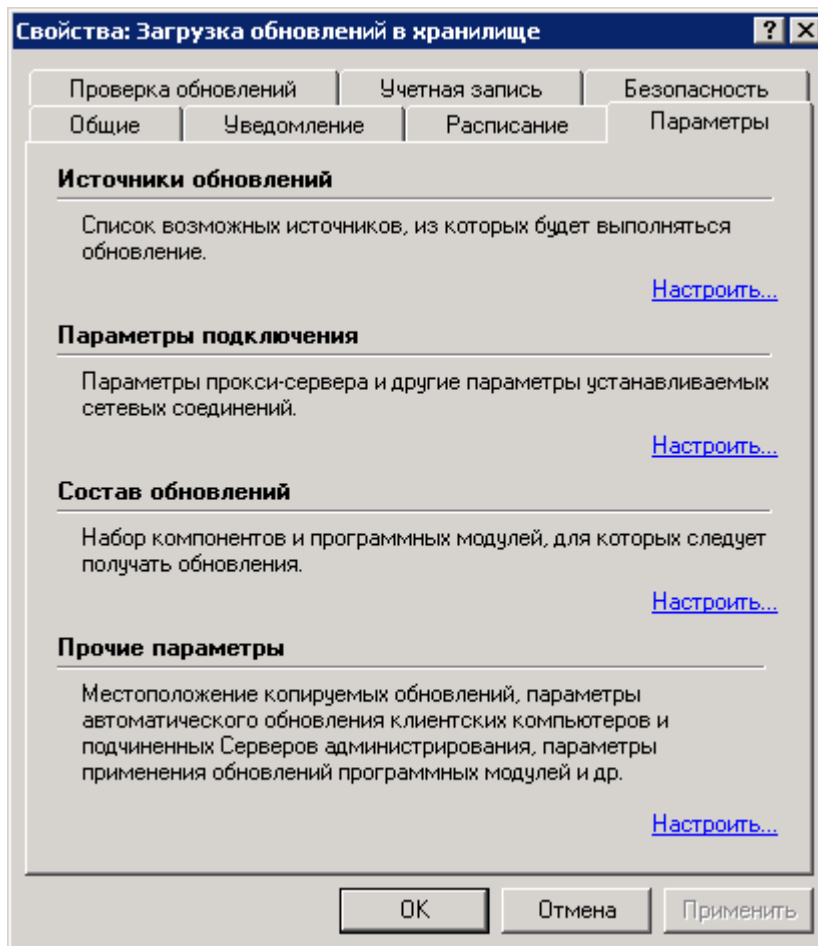 Свойства: Загрузка обновлений в хранилище
Проверка обновлений
Учетная запись
Безопасность
Общие
Уведомление
Расписание
Параметры
Источники обновлений
Список возможных источников, из которых будет выполняться
обновление.
Настроить...
Параметры подключения
Параметры прокси-сервера и другие параметры устанавливаемых
сетевых соединений.
Настроить...
Состав обновлений
Набор компонентов и программных модулей, для которых следует
получать обновления.
Настроить...
Прочие параметры
Местоположение копируемых обновлений, параметры
автоматического обновления клиентских компьютеров и
подчиненных Серверов администрирования, параметры
применения обновлений программных модулей и др.
Настроить...
OK
Отмена
Применить